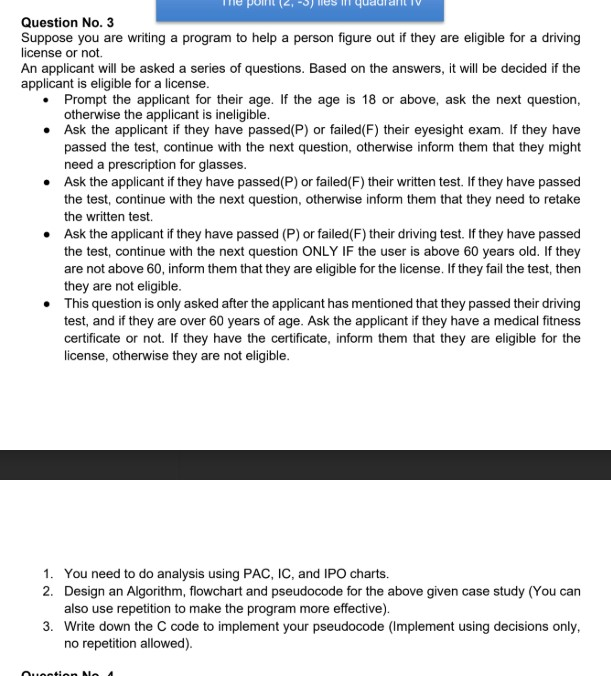 The point (2, -3) lies in quadrant IV
Question No. 3
Suppose you are writing a program to help a person figure out if they are eligible for a driving
license or not.
An applicant will be asked a series of questions. Based on the answers, it will be decided if the
applicant is eligible for a license.
• Prompt the applicant for their age. If the age is 18 or above, ask the next question,
otherwise the applicant is ineligible.
• Ask the applicant if they have passed(P) or failed(F) their eyesight exam. If they have
passed the test, continue with the next question, otherwise inform them that they might
need a prescription for glasses.
• Ask the applicant if they have passed(P) or failed(F) their written test. If they have passed
the test, continue with the next question, otherwise inform them that they need to retake
the written test.
• Ask the applicant if they have passed (P) or failed(F) their driving test. If they have passed
the test, continue with the next question ONLY IF the user is above 60 years old. If they
are not above 60, inform them that they are eligible for the license. If they fail the test, then
they are not eligible.
• This question is only asked after the applicant has mentioned that they passed their driving
test, and if they are over 60 years of age. Ask the applicant if they have a medical fitness
certificate or not. If they have the certificate, inform them that they are eligible for the
license, otherwise they are not eligible.
1. You need to do analysis using PAC, IC, and IPO charts.
2. Design an Algorithm, flowchart and pseudocode for the above given case study (You can
also use repetition to make the program more effective).
3. Write down the C code to implement your pseudocode (Implement using decisions only,
no repetition allowed).
Question No. 4